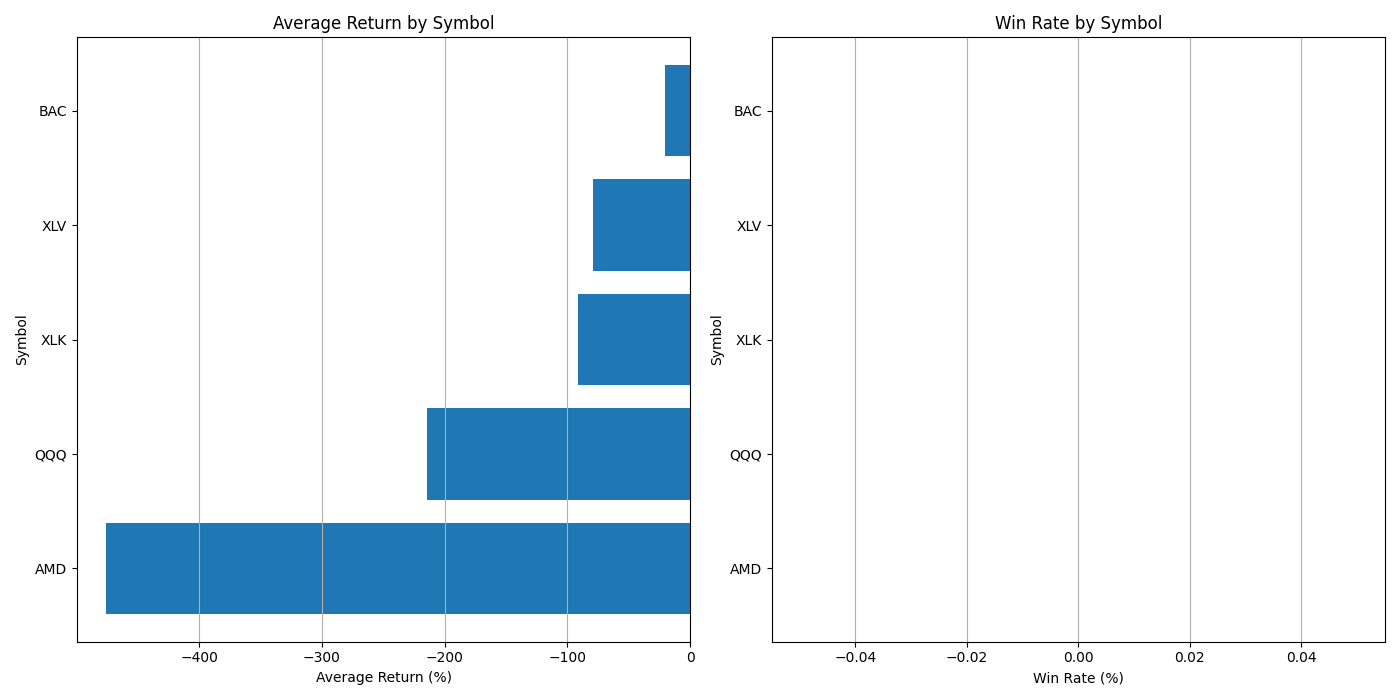 Average Return by Symbol
BAC
XLV
XLK
QQQ
AMD
Symbol
−400
−300
−200
−100
0
Average Return (%)
Win Rate by Symbol
BAC
XLV
XLK
QQQ
AMD
Symbol
−0.04
−0.02
0.00
0.02
0.04
Win Rate (%)